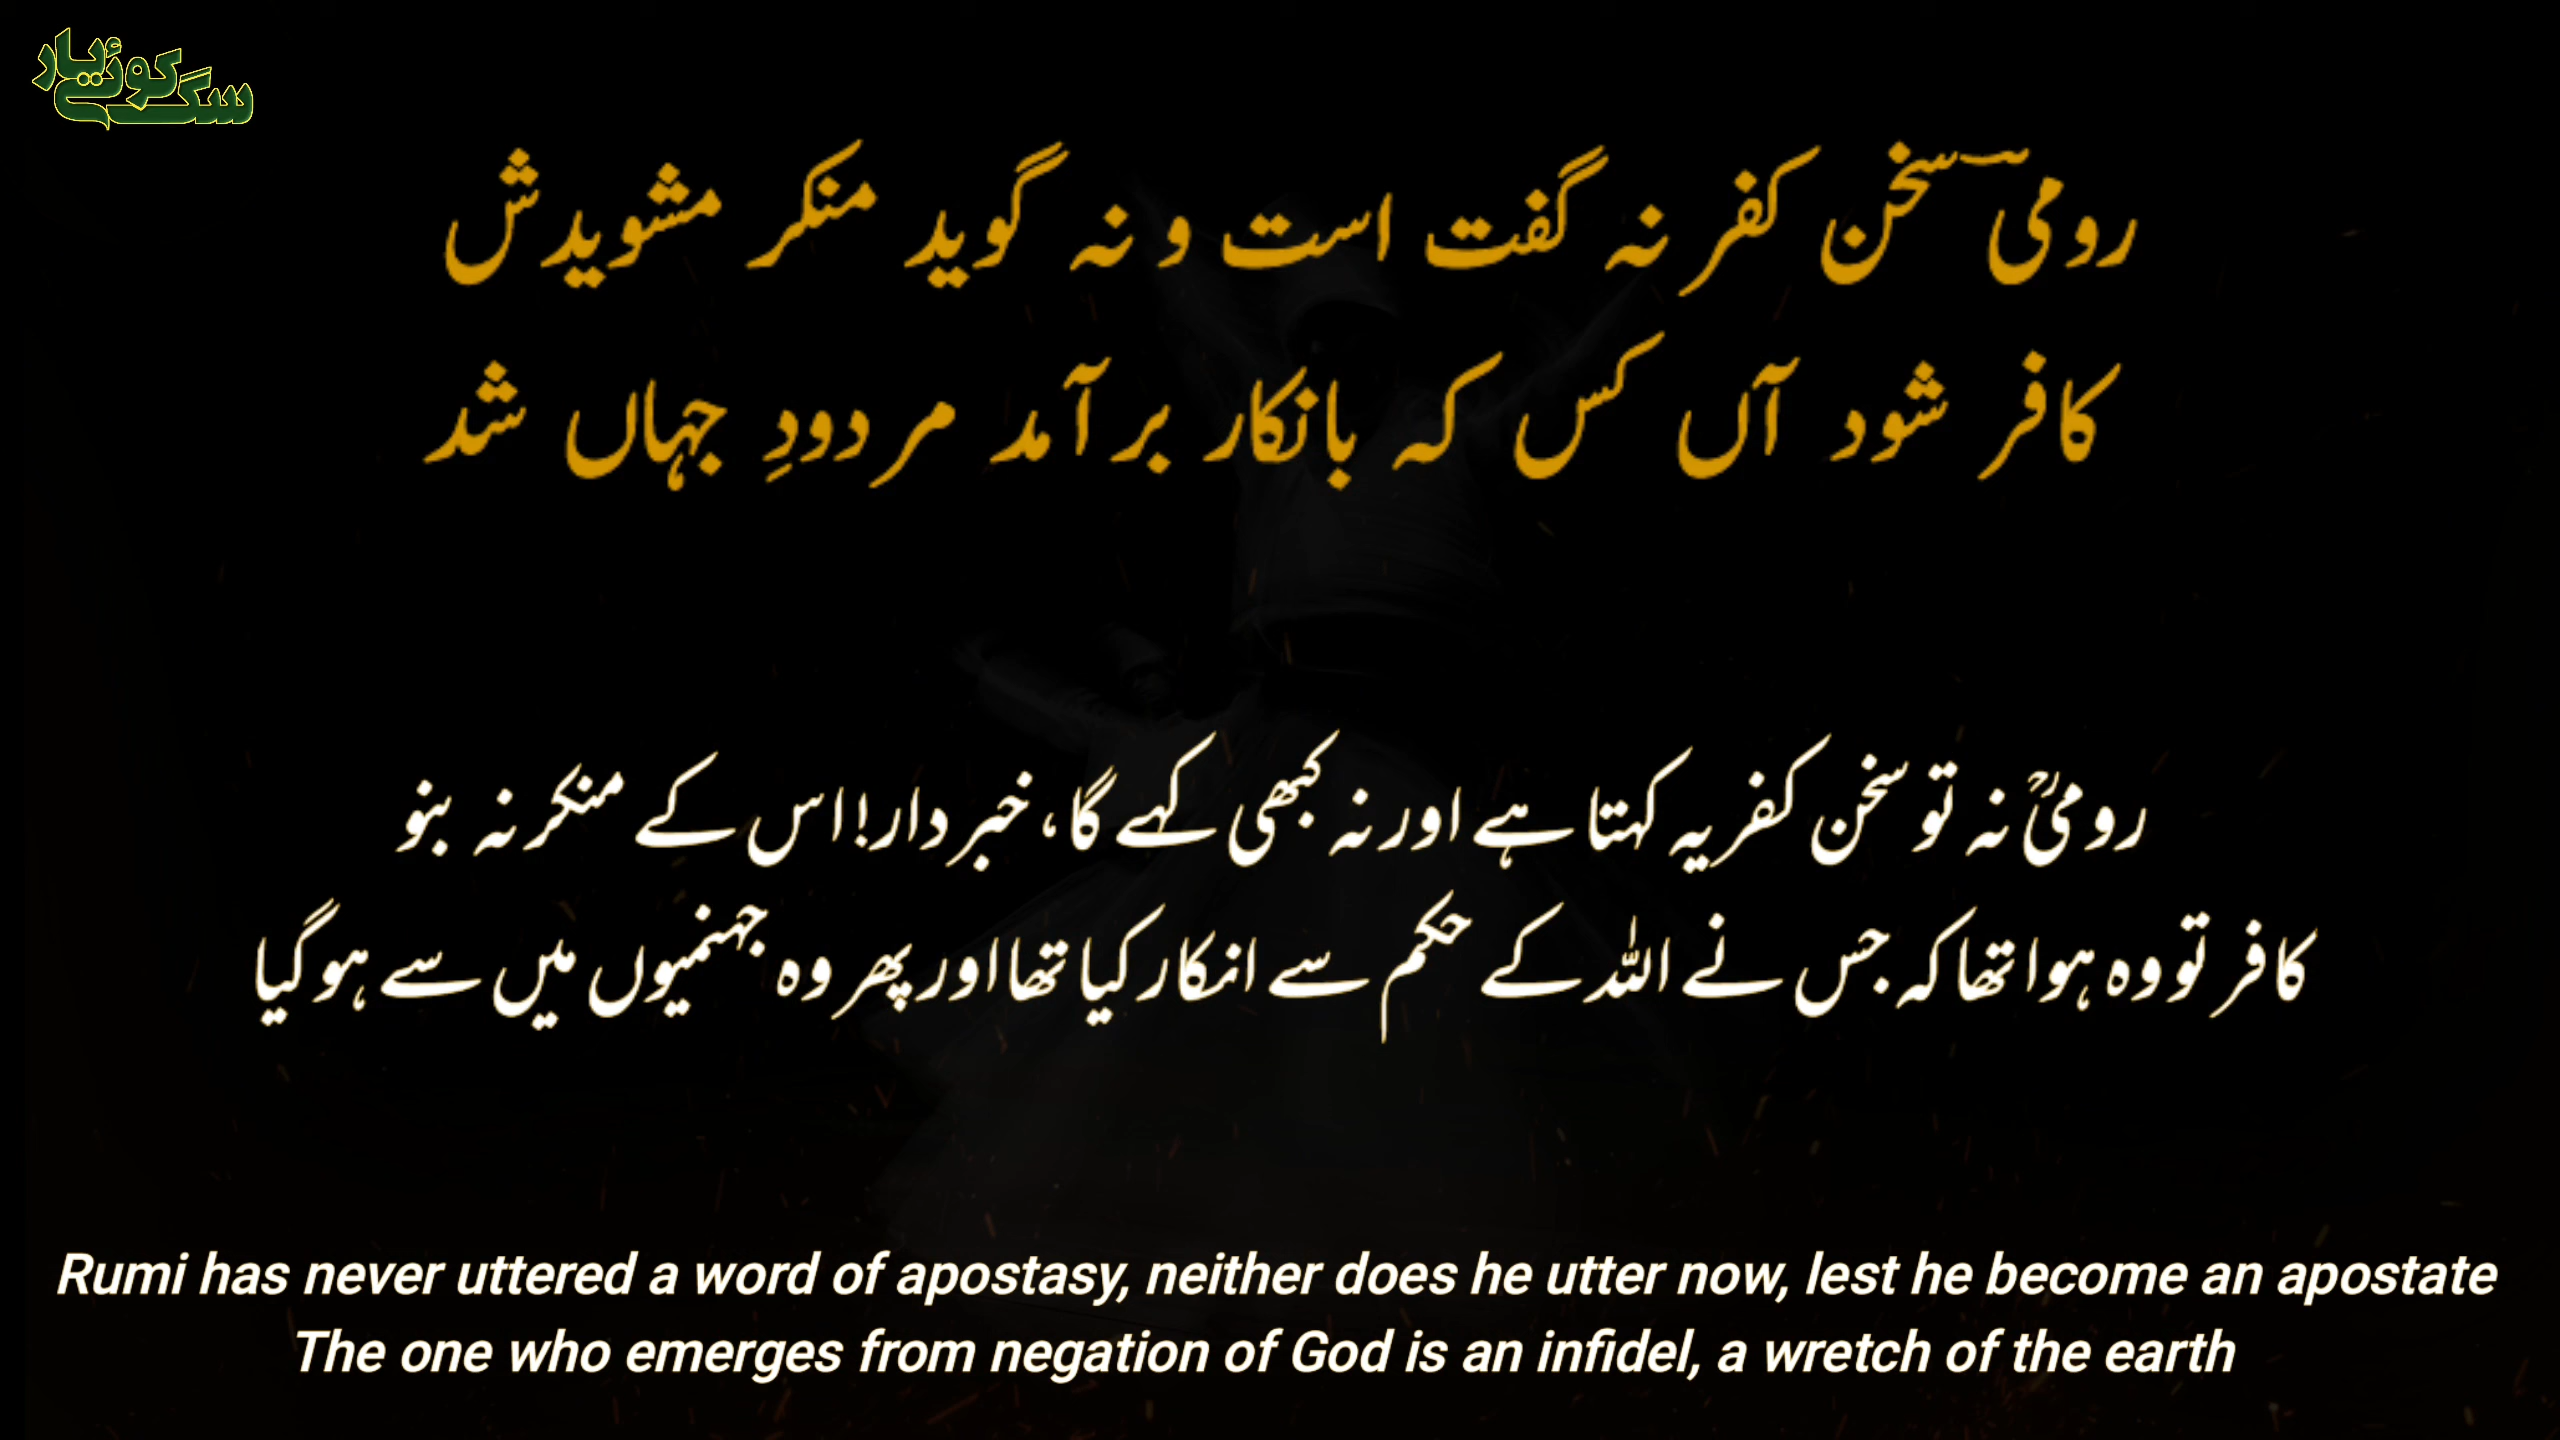 سگ کوئے یار
رومیؔ سخن کفر نہ گفت است و نہ گوید منکر مشویدش
کافر شود آں کس کہ بانکار بر آمد مردودِ جہاں شد
رومیؒ نہ تو سخن کفر یہ کہتا ہے اور نہ کبھی کہے گا، خبردار! اس کے منکر نہ بنو
کافر تو وہ ہوا تھا کہ جس نے اللہ کے حکم سے انکار کیا تھا اور پھر وہ جہنمیوں میں سے ہو گیا
Rumi has never uttered a word of apostasy, neither does he utter now, lest he become an apostate
The one who emerges from negation of God is an infidel, a wretch of the earth